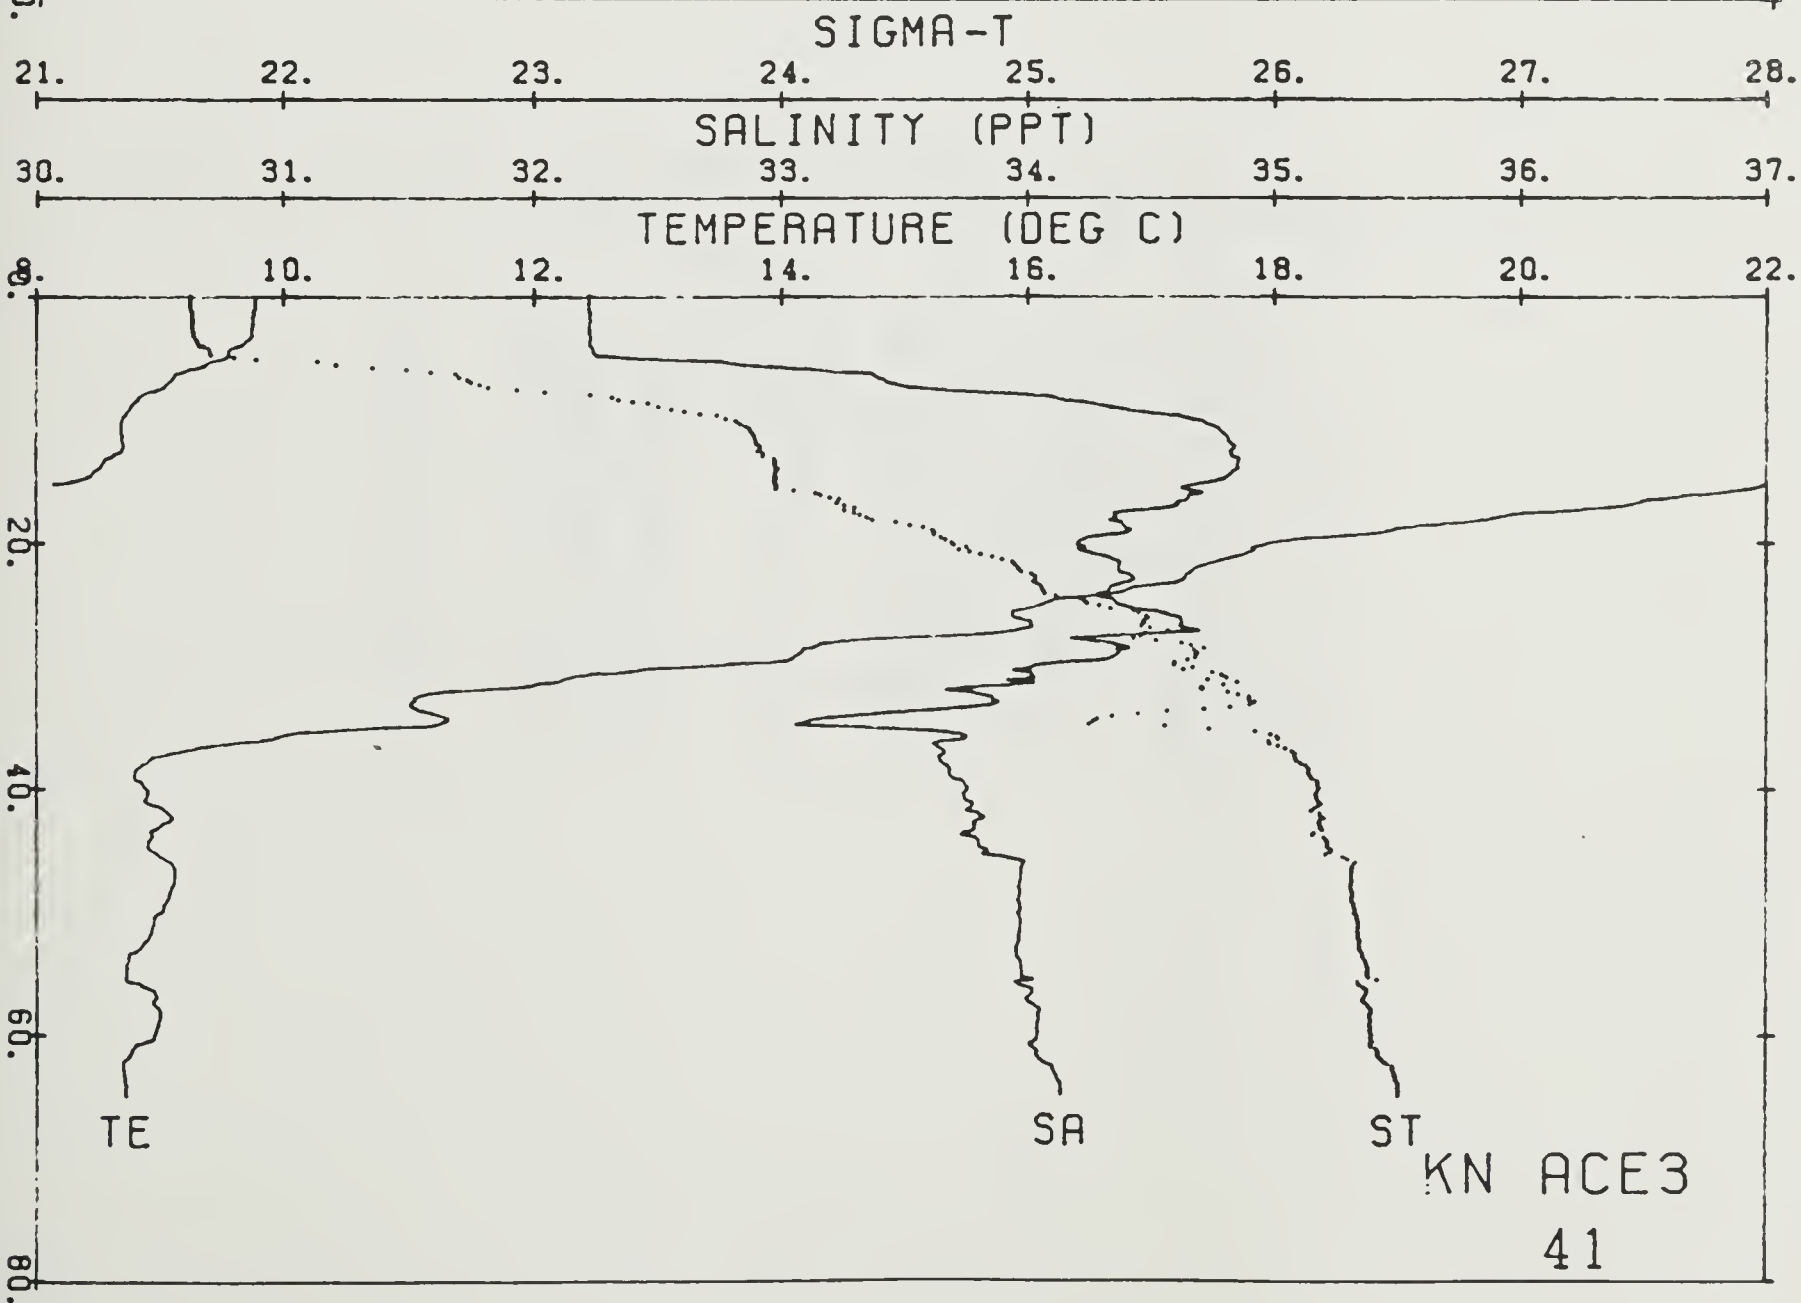 SIGMA-T
21. 22. 23. 24. 25. 26. 27. 28.
SALINITY (PPT)
30. 31. 32. 33. 34. 35. 36. 37.
TEMPERATURE (DEG C)
8. 10. 12. 14. 16. 18. 20. 22.
20.
40.
60.
80.
TE
SA
ST
KN ACE3
41